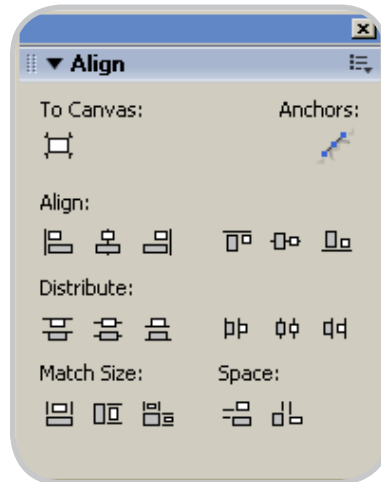 Align
To Canvas: Anchors:
Align:
Distribute:
Match Size: Space: